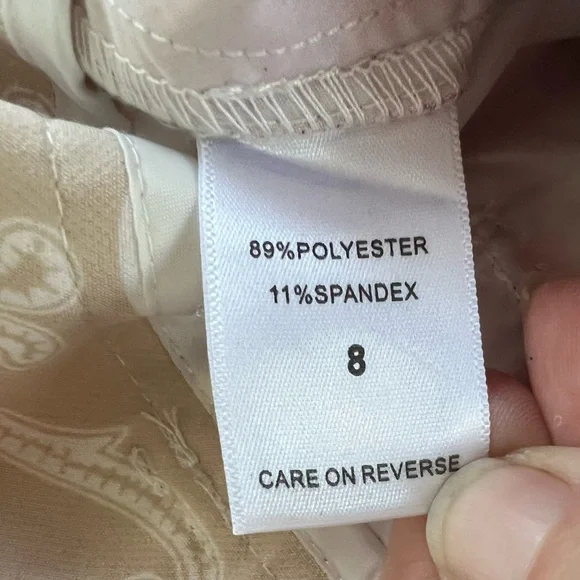 89%POLYESTER
11%SPANDEX
8
CARE ON REVERSE